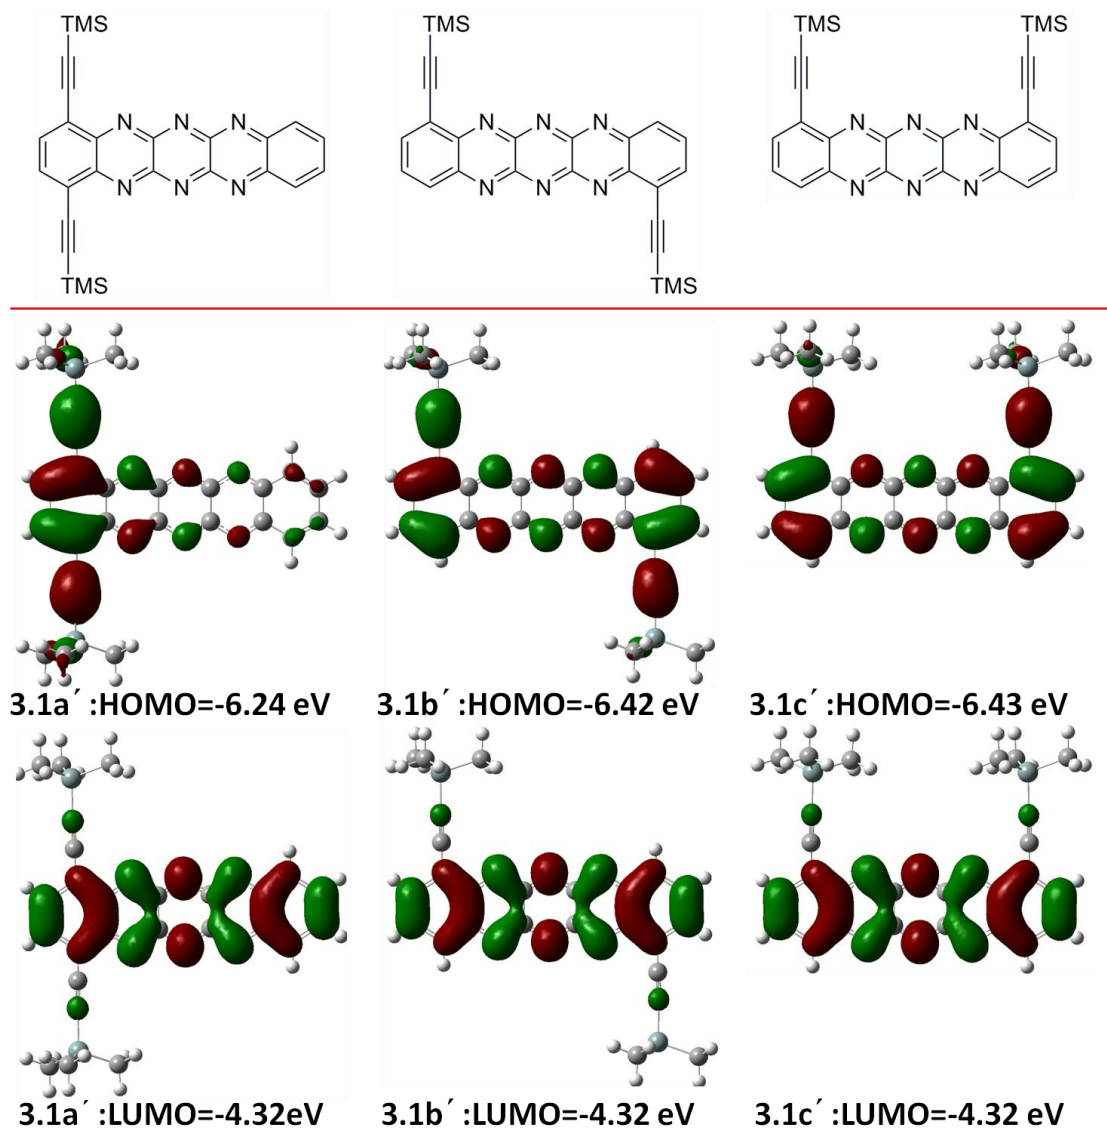 TMS TMS TMS TMS
N N N N N N N N N
N N N N N N N N N
TMS TMS
3.1a´ :HOMO=-6.24 eV 3.1b´ :HOMO=-6.42 eV 3.1c´ :HOMO=-6.43 eV
3.1a´ :LUMO=-4.32eV 3.1b´ :LUMO=-4.32 eV 3.1c´ :LUMO=-4.32 eV